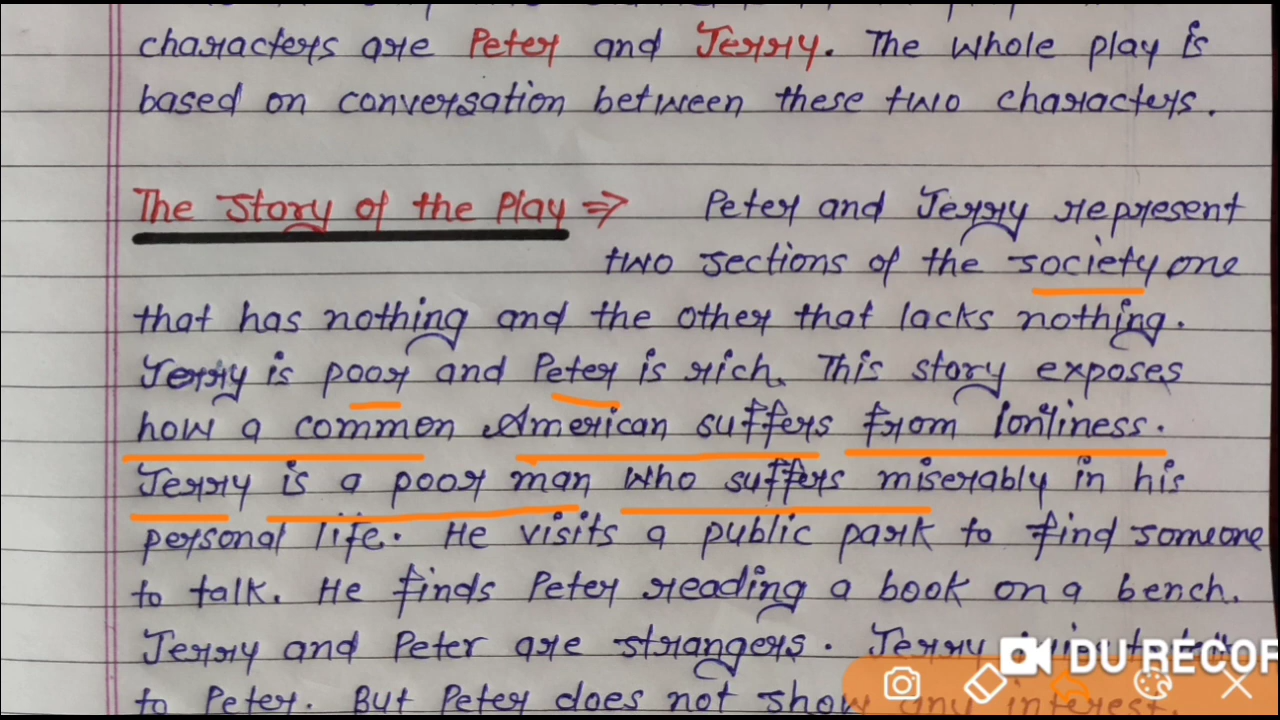 characters are Peter and Jerry. The whole play is
based on conversation between these two characters.
The Story of the Play ⇒ Peter and Jerry represent
two sections of the society one
that has nothing and the other that lacks nothing.
Jerry is poor and Peter is rich. This story exposes
how a common American suffers from lonliness.
Jerry is a poor man who suffers miserably in his
personal life. He visits a public park to find someone
to talk. He finds Peter reading a book on a bench.
Jerry and Peter are strangers. Jerry
DU RECOR
to Peter. But Peter does not show any interest.